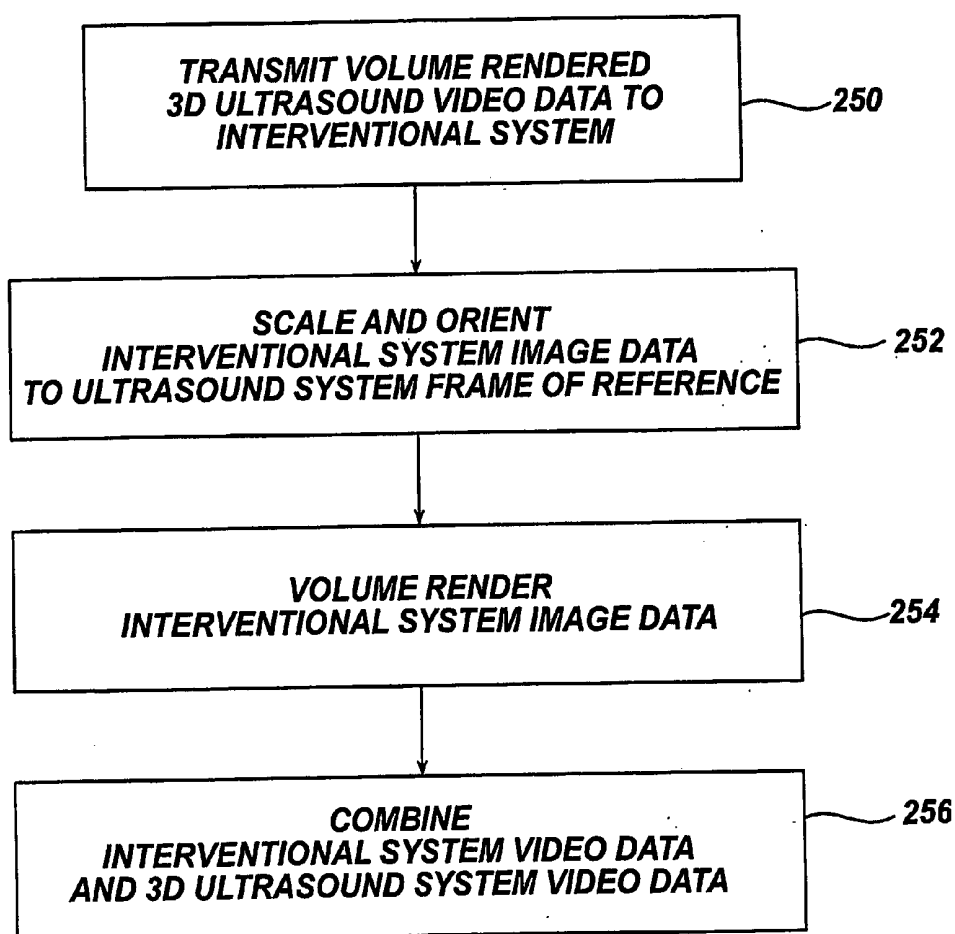 TRANSMIT VOLUME RENDERED
3D ULTRASOUND VIDEO DATA TO
INTERVENTIONAL SYSTEM
250
SCALE AND ORIENT
INTERVENTIONAL SYSTEM IMAGE DATA
TO ULTRASOUND SYSTEM FRAME OF REFERENCE
252
VOLUME RENDER
INTERVENTIONAL SYSTEM IMAGE DATA
254
COMBINE
INTERVENTIONAL SYSTEM VIDEO DATA
AND 3D ULTRASOUND SYSTEM VIDEO DATA
256